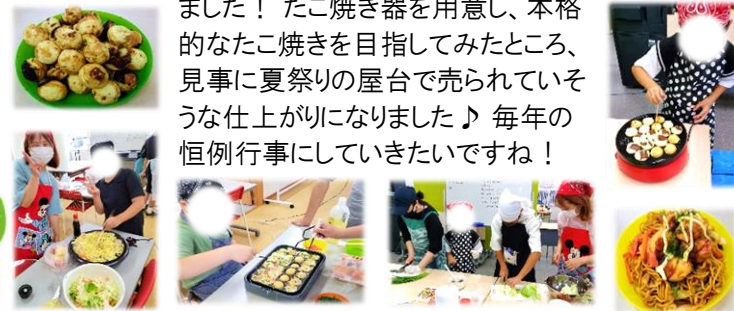 ました！ たこ焼き器を用意し、本格
的なたこ焼きを目指してみたところ、
見事に夏祭りの屋台で売られていそ
うな仕上がりになりました♪ 毎年の
恒例行事にしていきたいですね！